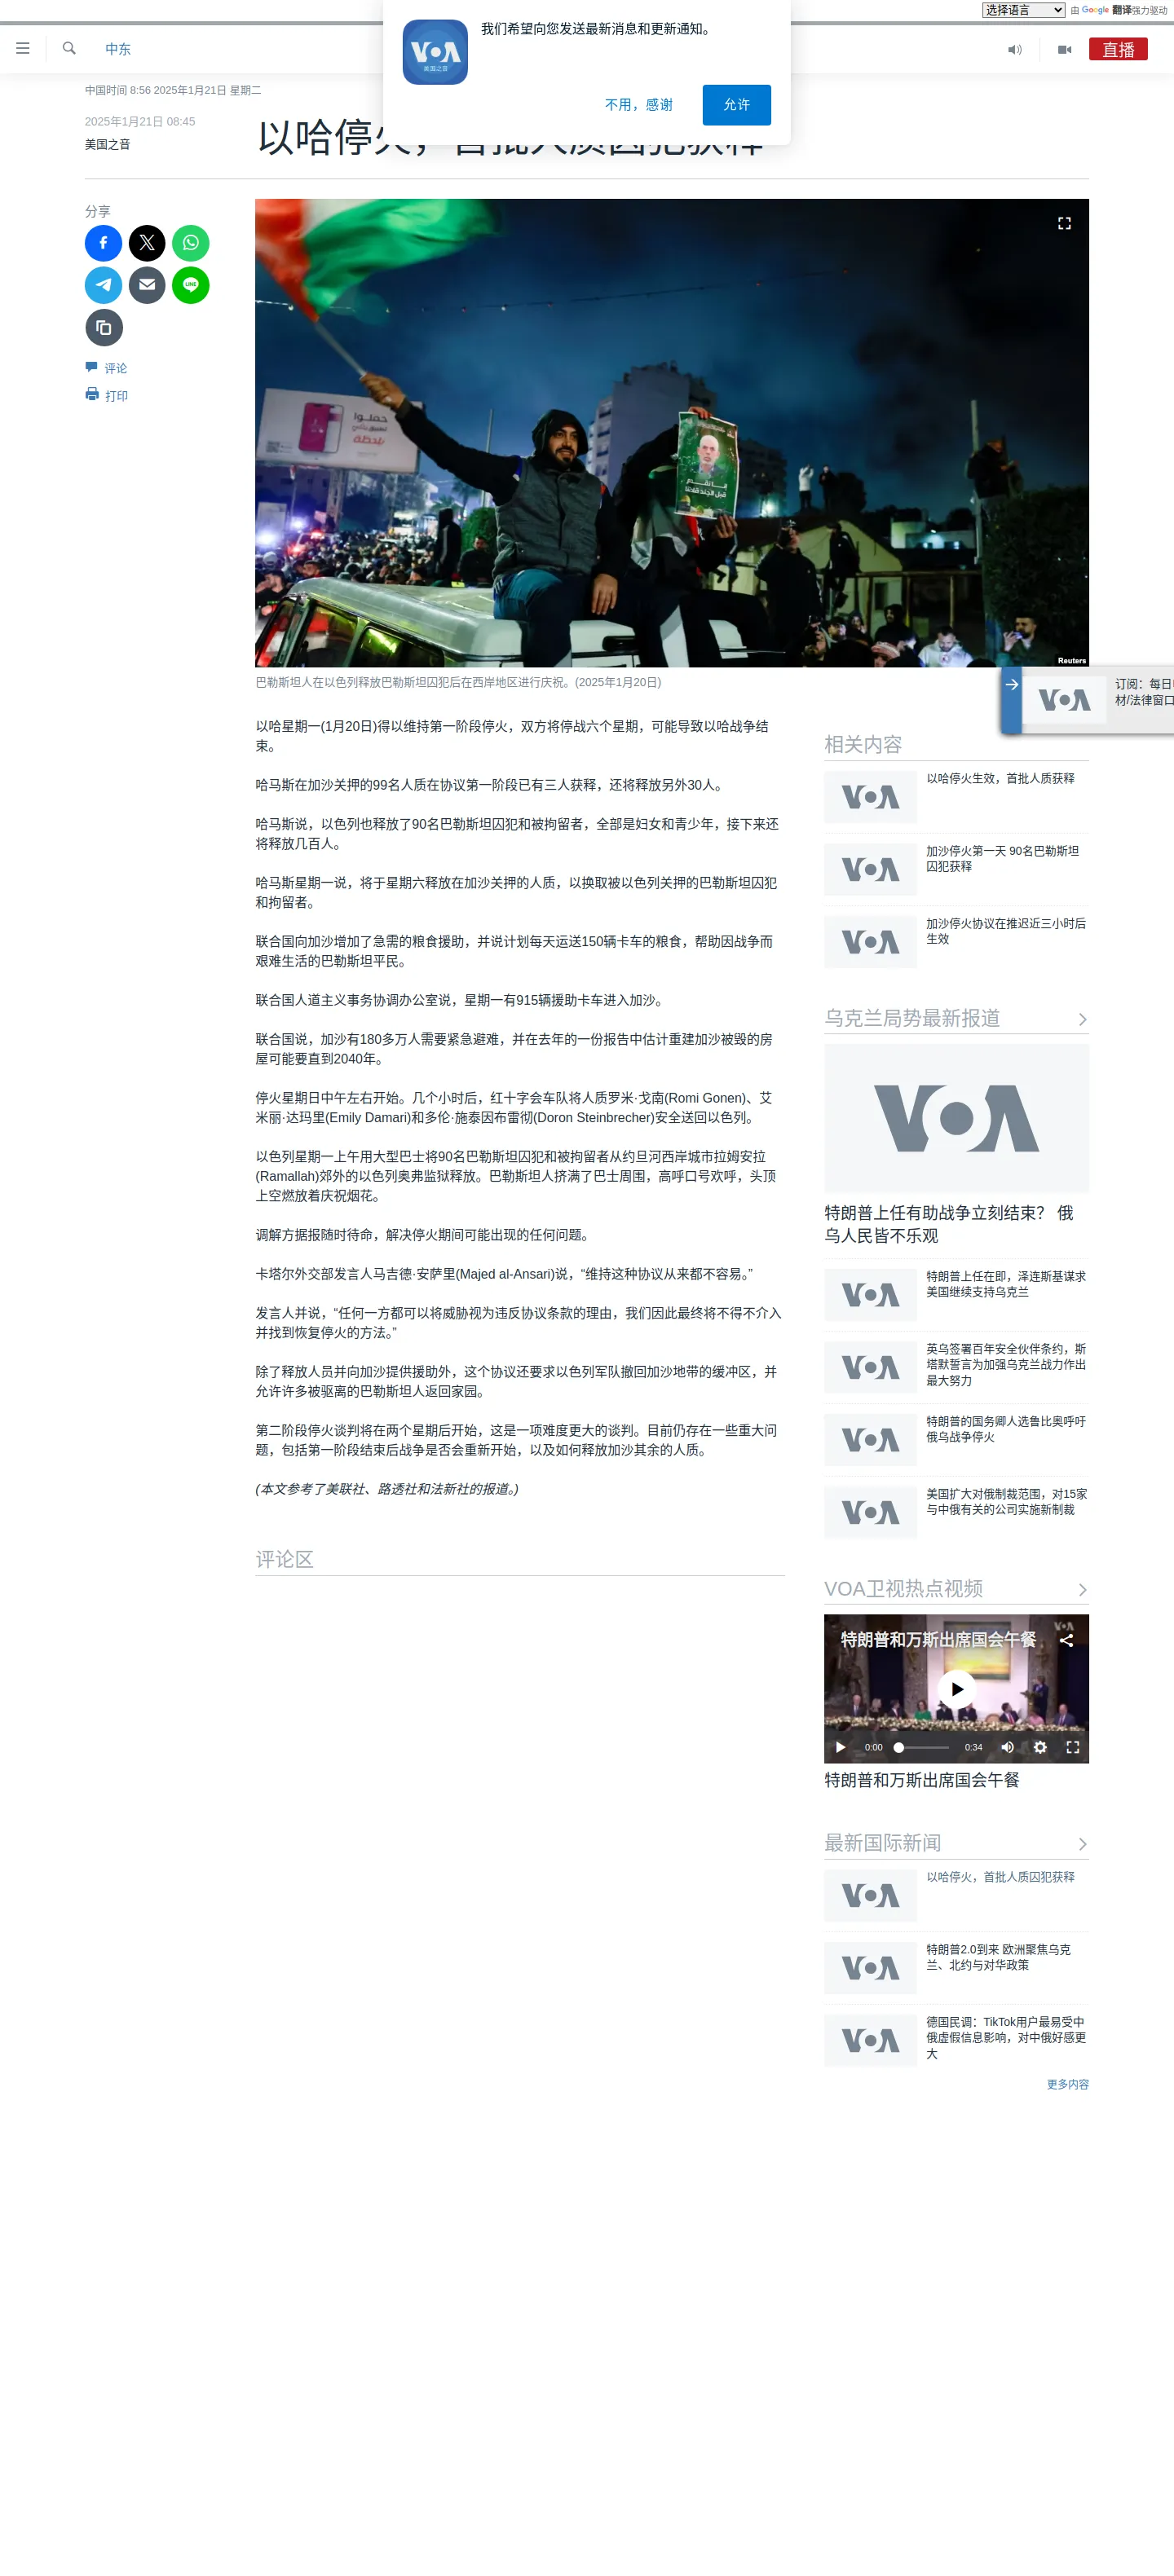 选择语言
由 Google 翻译强力驱动
我们希望向您发送最新消息和更新通知。
VOA
美国之音
不用，感谢
允许
中东
直播
中国时间 8:56 2025年1月21日 星期二
2025年1月21日 08:45
美国之音
以哈停火，首批人质囚犯获释
分享
评论
打印
Reuters
巴勒斯坦人在以色列释放巴勒斯坦囚犯后在西岸地区进行庆祝。(2025年1月20日)
VOA
订阅：每日
材/法律窗口
以哈星期一(1月20日)得以维持第一阶段停火，双方将停战六个星期，可能导致以哈战争结
束。
哈马斯在加沙关押的99名人质在协议第一阶段已有三人获释，还将释放另外30人。
哈马斯说，以色列也释放了90名巴勒斯坦囚犯和被拘留者，全部是妇女和青少年，接下来还
将释放几百人。
哈马斯星期一说，将于星期六释放在加沙关押的人质，以换取被以色列关押的巴勒斯坦囚犯
和拘留者。
联合国向加沙增加了急需的粮食援助，并说计划每天运送150辆卡车的粮食，帮助因战争而
艰难生活的巴勒斯坦平民。
联合国人道主义事务协调办公室说，星期一有915辆援助卡车进入加沙。
联合国说，加沙有180多万人需要紧急避难，并在去年的一份报告中估计重建加沙被毁的房
屋可能要直到2040年。
停火星期日中午左右开始。几个小时后，红十字会车队将人质罗米·戈南(Romi Gonen)、艾
米丽·达玛里(Emily Damari)和多伦·施泰因布雷彻(Doron Steinbrecher)安全送回以色列。
以色列星期一上午用大型巴士将90名巴勒斯坦囚犯和被拘留者从约旦河西岸城市拉姆安拉
(Ramallah)郊外的以色列奥弗监狱释放。巴勒斯坦人挤满了巴士周围，高呼口号欢呼，头顶
上空燃放着庆祝烟花。
调解方据报随时待命，解决停火期间可能出现的任何问题。
卡塔尔外交部发言人马吉德·安萨里(Majed al-Ansari)说，“维持这种协议从来都不容易。”
发言人并说，“任何一方都可以将威胁视为违反协议条款的理由，我们因此最终将不得不介入
并找到恢复停火的方法。”
除了释放人员并向加沙提供援助外，这个协议还要求以色列军队撤回加沙地带的缓冲区，并
允许许多被驱离的巴勒斯坦人返回家园。
第二阶段停火谈判将在两个星期后开始，这是一项难度更大的谈判。目前仍存在一些重大问
题，包括第一阶段结束后战争是否会重新开始，以及如何释放加沙其余的人质。
(本文参考了美联社、路透社和法新社的报道。)
评论区
相关内容
VOA
以哈停火生效，首批人质获释
VOA
加沙停火第一天 90名巴勒斯坦
囚犯获释
VOA
加沙停火协议在推迟近三小时后
生效
乌克兰局势最新报道
VOA
特朗普上任有助战争立刻结束？ 俄
乌人民皆不乐观
VOA
特朗普上任在即，泽连斯基谋求
美国继续支持乌克兰
VOA
英乌签署百年安全伙伴条约，斯
塔默誓言为加强乌克兰战力作出
最大努力
VOA
特朗普的国务卿人选鲁比奥呼吁
俄乌战争停火
VOA
美国扩大对俄制裁范围，对15家
与中俄有关的公司实施新制裁
VOA卫视热点视频
特朗普和万斯出席国会午餐
VOA
0:00
0:34
特朗普和万斯出席国会午餐
最新国际新闻
VOA
以哈停火，首批人质囚犯获释
VOA
特朗普2.0到来 欧洲聚焦乌克
兰、北约与对华政策
VOA
德国民调：TikTok用户最易受中
俄虚假信息影响，对中俄好感更
大
更多内容